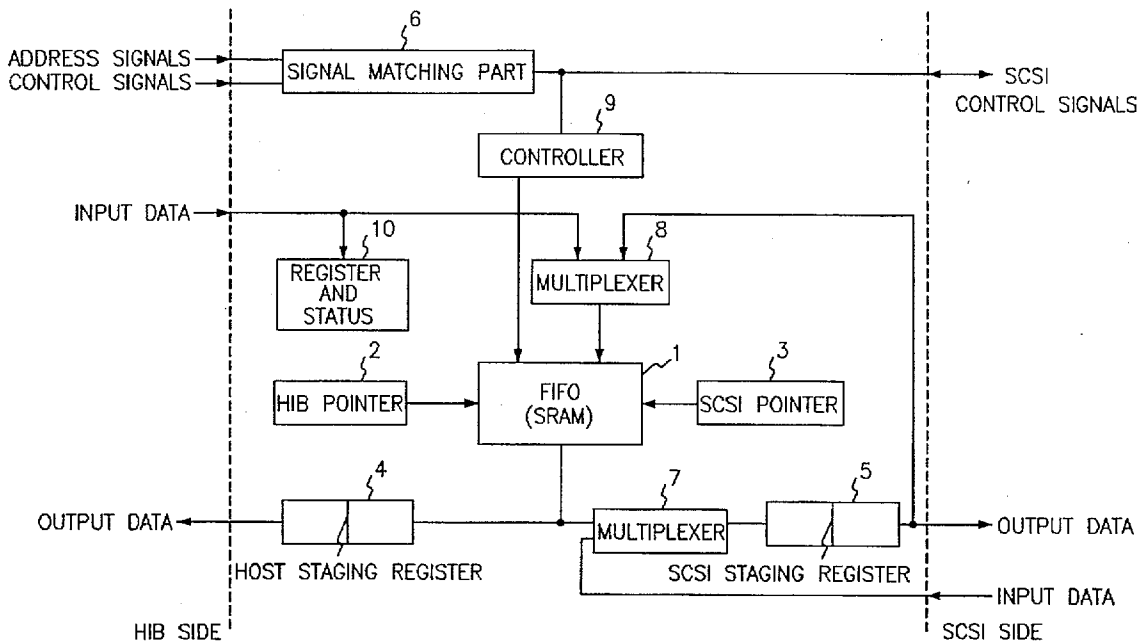 6
ADDRESS SIGNALS
CONTROL SIGNALS
SIGNAL MATCHING PART
SCSI
CONTROL SIGNALS
9
CONTROLLER
INPUT DATA
10
REGISTER
AND
STATUS
8
MULTIPLEXER
2
HIB POINTER
1
FIFO
(SRAM)
3
SCSI POINTER
4
7
5
OUTPUT DATA
MULTIPLEXER
OUTPUT DATA
HOST STAGING REGISTER
SCSI STAGING REGISTER
INPUT DATA
HIB SIDE
SCSI SIDE